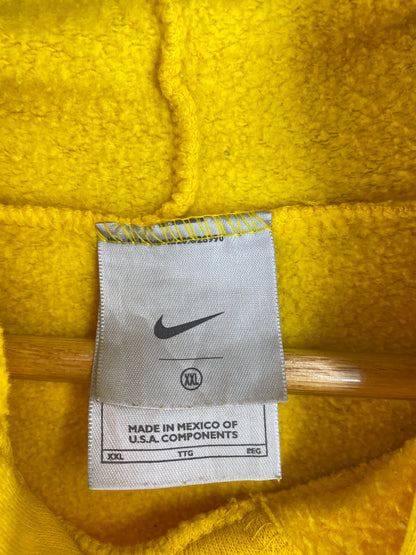 XXL
MADE IN MEXICO OF
U.S.A. COMPONENTS
XXL TTG EEG